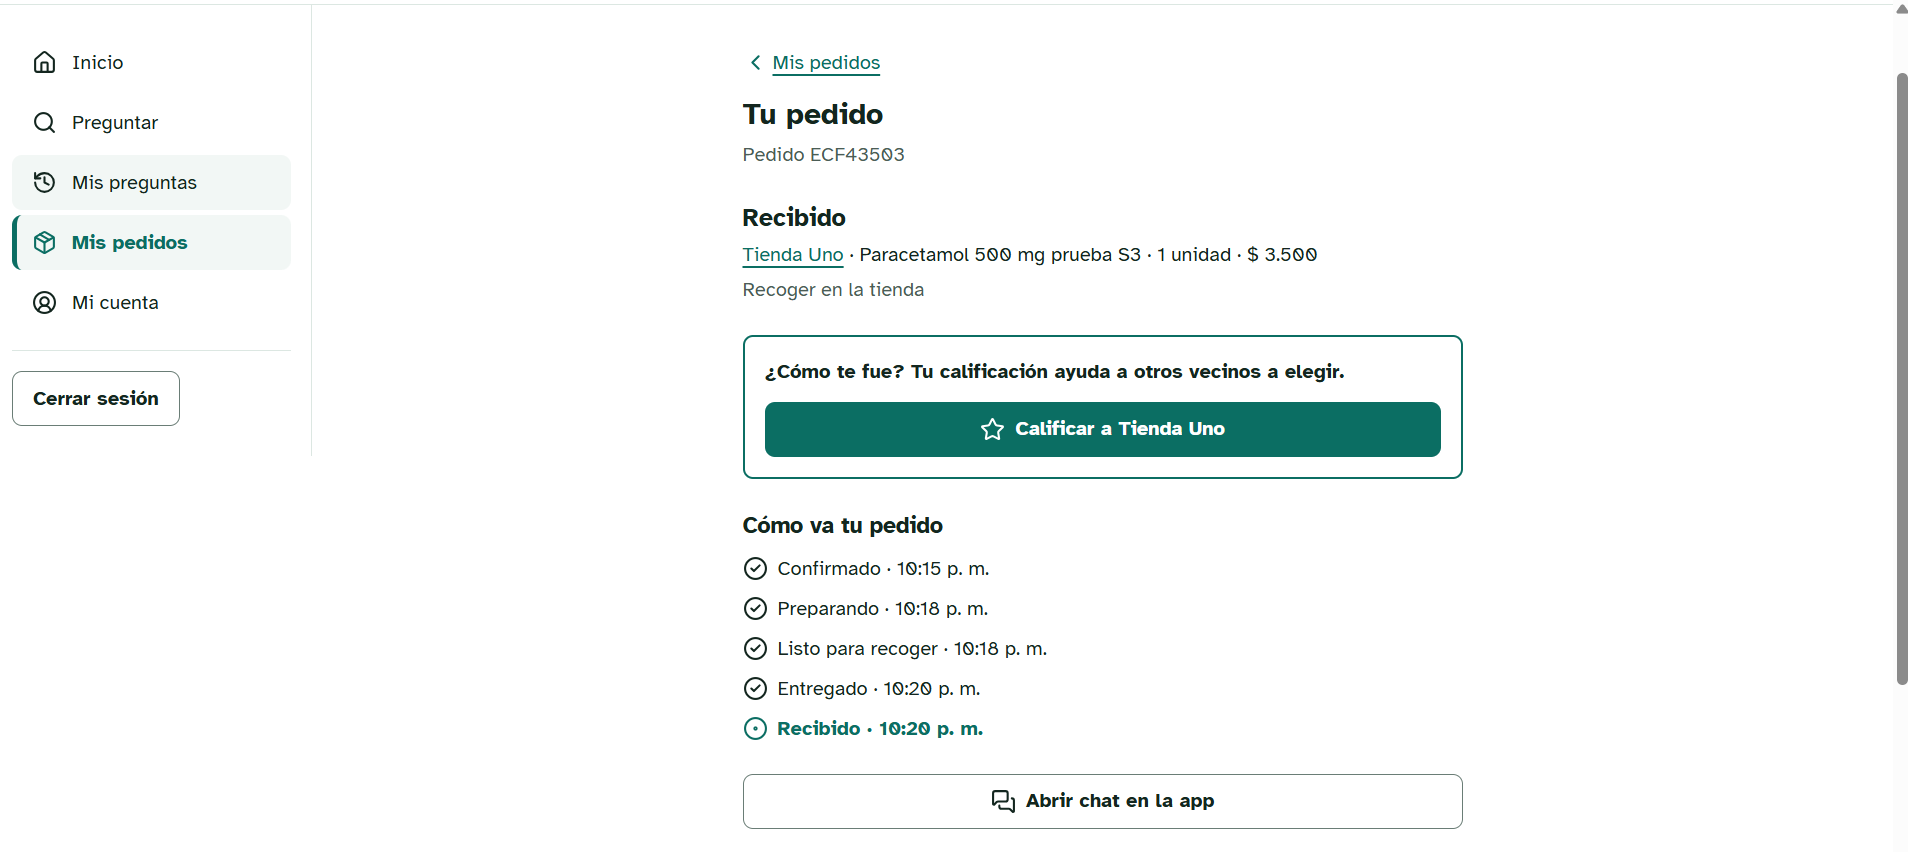 Inicio
Preguntar
Mis preguntas
Mis pedidos
Mi cuenta
Cerrar sesión
Mis pedidos
Tu pedido
Pedido ECF43503
Recibido
Tienda Uno · Paracetamol 500 mg prueba S3 · 1 unidad · $ 3.500
Recoger en la tienda
¿Cómo te fue? Tu calificación ayuda a otros vecinos a elegir.
Calificar a Tienda Uno
Cómo va tu pedido
Confirmado · 10:15 p. m.
Preparando · 10:18 p. m.
Listo para recoger · 10:18 p. m.
Entregado · 10:20 p. m.
Recibido · 10:20 p. m.
Abrir chat en la app